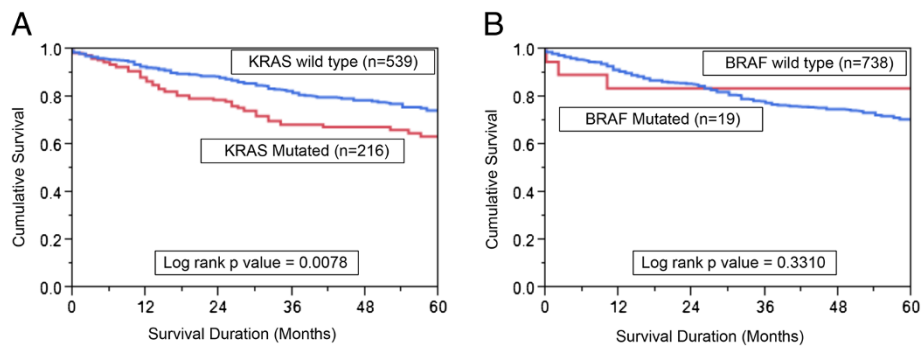 A
Cumulative Survival
1.0
0.8
0.6
0.4
0.2
0.0
KRAS wild type (n=539)
KRAS Mutated (n=216)
Log rank p value = 0.0078
0 12 24 36 48 60
Survival Duration (Months)
B
Cumulative Survival
1.0
0.8
0.6
0.4
0.2
0.0
BRAF wild type (n=738)
BRAF Mutated (n=19)
Log rank p value = 0.3310
0 12 24 36 48 60
Survival Duration (Months)